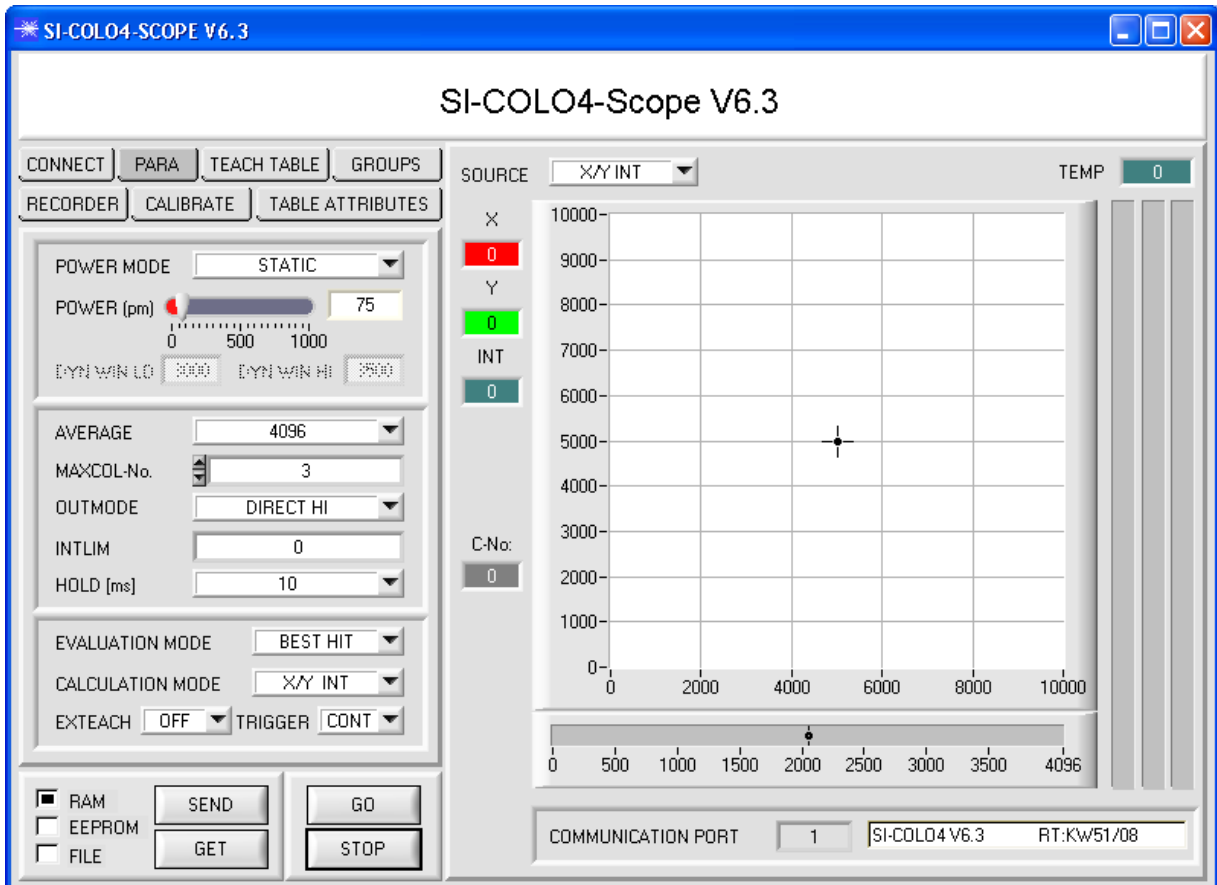 SI-COLO4-SCOPE V6.3
SI-COLO4-Scope V6.3
CONNECT PARA TEACH TABLE GROUPS
RECORDER CALIBRATE TABLE ATTRIBUTES
POWER MODE STATIC
POWER (pm) 75
0 500 1000
DYN WIN LO 3000 DYN WIN HI 3500
AVERAGE 4096
MAXCOL-No. 3
OUTMODE DIRECT HI
INTLIM 0
HOLD [ms] 10
EVALUATION MODE BEST HIT
CALCULATION MODE X/Y INT
EXTEACH OFF TRIGGER CONT
RAM
EEPROM
FILE
SEND
GET
GO
STOP
SOURCE X/Y INT TEMP 0
X
0
Y
0
INT
0
C-No:
0
10000
9000
8000
7000
6000
5000
4000
3000
2000
1000
0
0 2000 4000 6000 8000 10000
0 500 1000 1500 2000 2500 3000 3500 4096
COMMUNICATION PORT 1 SI-COLO4 V6.3 RT:KW51/08